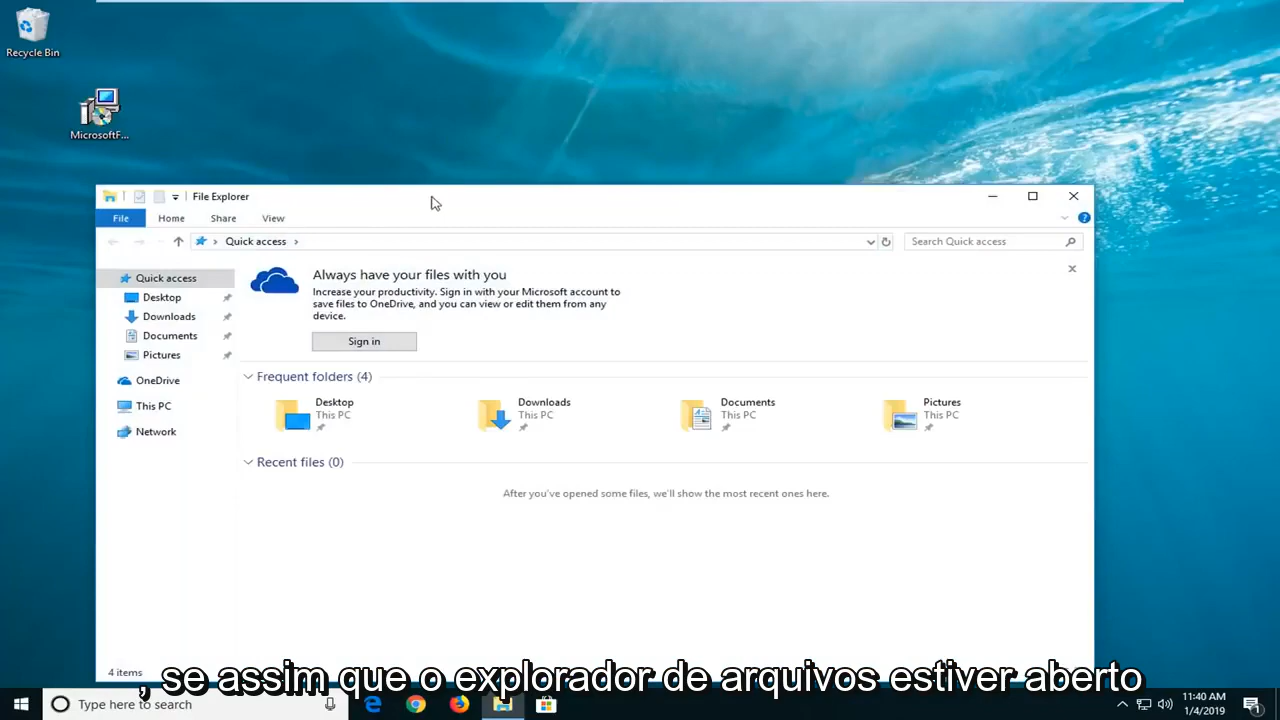 Recycle Bin
MicrosoftF...
File Explorer
File
Home
Share
View
Quick access
Search Quick access
Quick access
Desktop
Downloads
Documents
Pictures
OneDrive
This PC
Network
Always have your files with you
Increase your productivity. Sign in with your Microsoft account to
save files to OneDrive, and you can view or edit them from any
device.
Sign in
Frequent folders (4)
Desktop
This PC
Downloads
This PC
Documents
This PC
Pictures
This PC
Recent files (0)
After you've opened some files, we'll show the most recent ones here.
4 items
, se assim que o explorador de arquivos estiver aberto
Type here to search
11:40 AM
1/4/2019